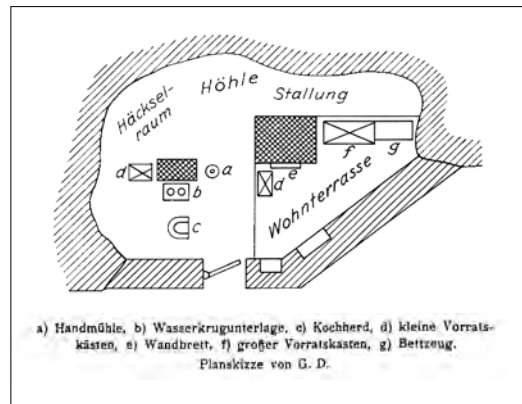 Höhle
Häcksel-
raum
Stallung
d
a
b
c
e
d
f
g
Wohnterrasse
a) Handmühle, b) Wasserkrugunterlage, c) Kochherd, d) kleine Vorrats-
kästen, e) Wandbrett, f) großer Vorratskasten, g) Bettzeug.
Planskizze von G. D.